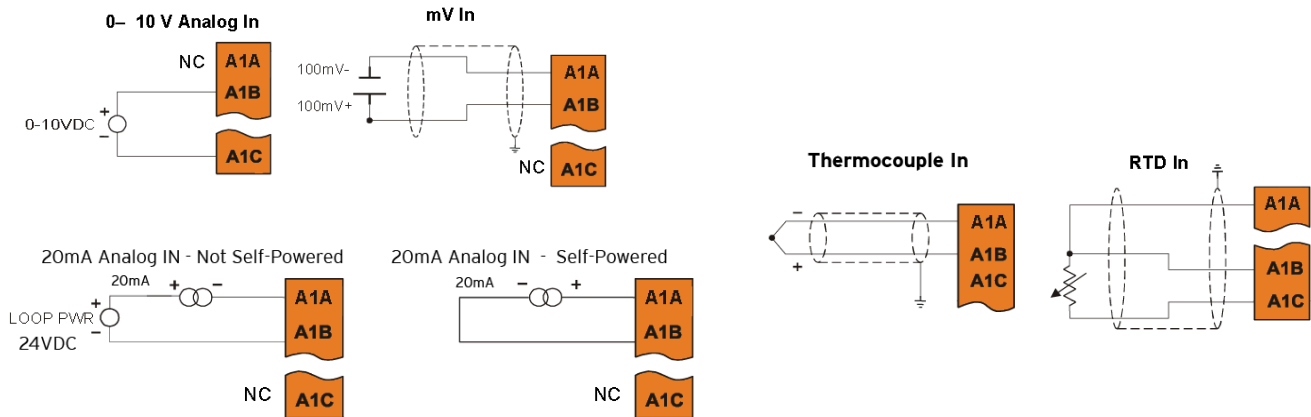 0– 10 V Analog In
NC
A1A
A1B
0-10VDC
+
−
A1C
mV In
100mV-
100mV+
A1A
A1B
NC
A1C
20mA Analog IN - Not Self-Powered
20mA
+
−
+
LOOP PWR
−
24VDC
A1A
A1B
NC
A1C
20mA Analog IN - Self-Powered
20mA
−
+
A1A
A1B
NC
A1C
Thermocouple In
−
+
A1A
A1B
A1C
RTD In
A1A
A1B
A1C